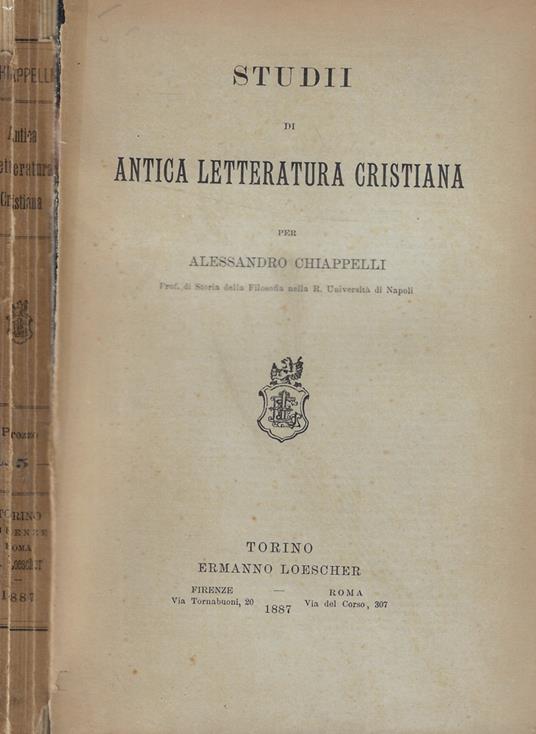 CHIAPPELLI
Antica
Letteratura
Cristiana
Prezzo
5
TORINO
FIRENZE
ROMA
Loescher
1887
STUDII
DI
ANTICA LETTERATURA CRISTIANA
PER
ALESSANDRO CHIAPPELLI
Prof. di Storia della Filosofia nella R. Università di Napoli
TORINO
ERMANNO LOESCHER
FIRENZE — ROMA
Via Tornabuoni, 20 Via del Corso, 307
1887